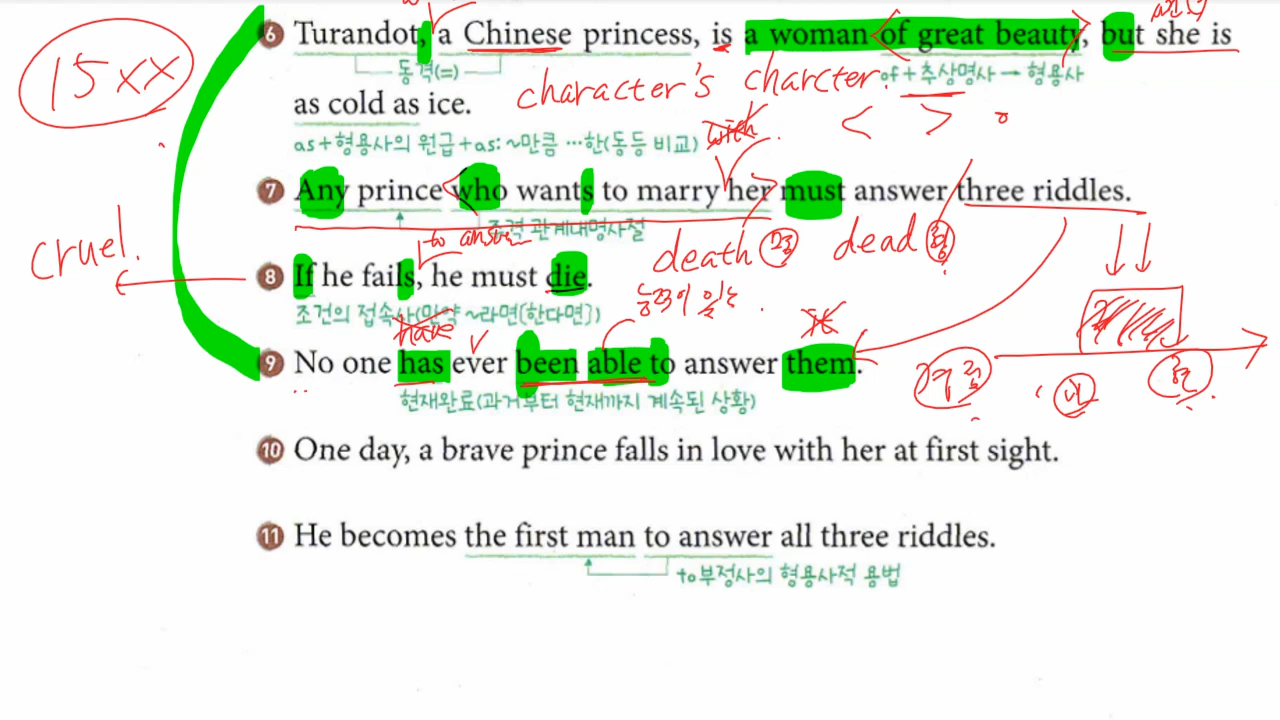 6 Turandot, a Chinese princess, is a woman of great beauty, but she is
15xx
동격(=)
of+추상명사→형용사
character's charcter.
as cold as ice.
< >
as+형용사의 원급+as: ~만큼 …한(동등 비교)
with
7 Any prince who wants to marry her must answer three riddles.
주격 관계대명사절
to answer
cruel.
death
dead 형
8 If he fails, he must die.
능력이 있는
조건의 접속사(만약 ~라면[한다면])
have
it
9 No one has ever been able to answer them.
현재완료(과거부터 현재까지 계속된 상황)
10 One day, a brave prince falls in love with her at first sight.
11 He becomes the first man to answer all three riddles.
to부정사의 형용사적 용법